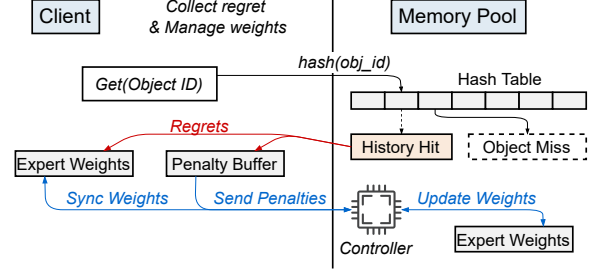 Client
Collect regret
& Manage weights
Memory Pool
Get(Object ID)
hash(obj_id)
Hash Table
Regrets
History Hit
Object Miss
Expert Weights
Penalty Buffer
Sync Weights
Send Penalties
Update Weights
Controller
Expert Weights